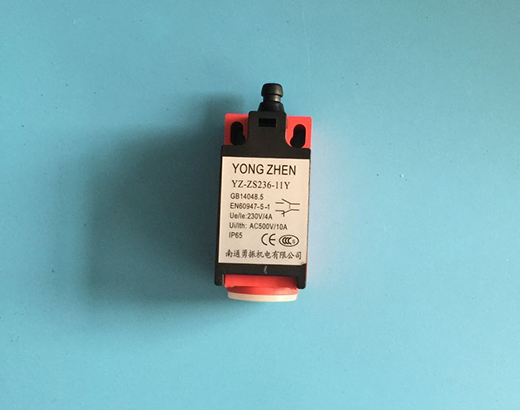 YONG ZHEN
YZ-ZS236-11Y
GB14048.5
EN60947-5-1
Ue/Ie:230V/4A
Ui/Ith: AC500V/10A
IP65
南通勇振机电有限公司